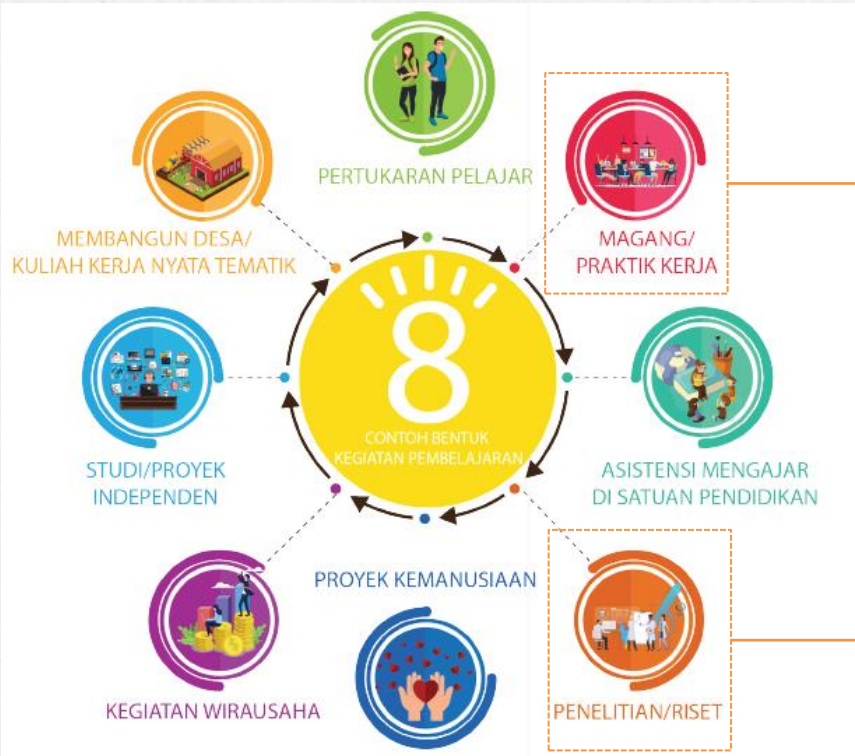 PERTUKARAN PELAJAR
MAGANG/
PRAKTIK KERJA
ASISTENSI MENGAJAR
DI SATUAN PENDIDIKAN
PENELITIAN/RISET
PROYEK KEMANUSIAAN
KEGIATAN WIRAUSAHA
STUDI/PROYEK
INDEPENDEN
MEMBANGUN DESA/
KULIAH KERJA NYATA TEMATIK
8
CONTOH BENTUK
KEGIATAN PEMBELAJARAN